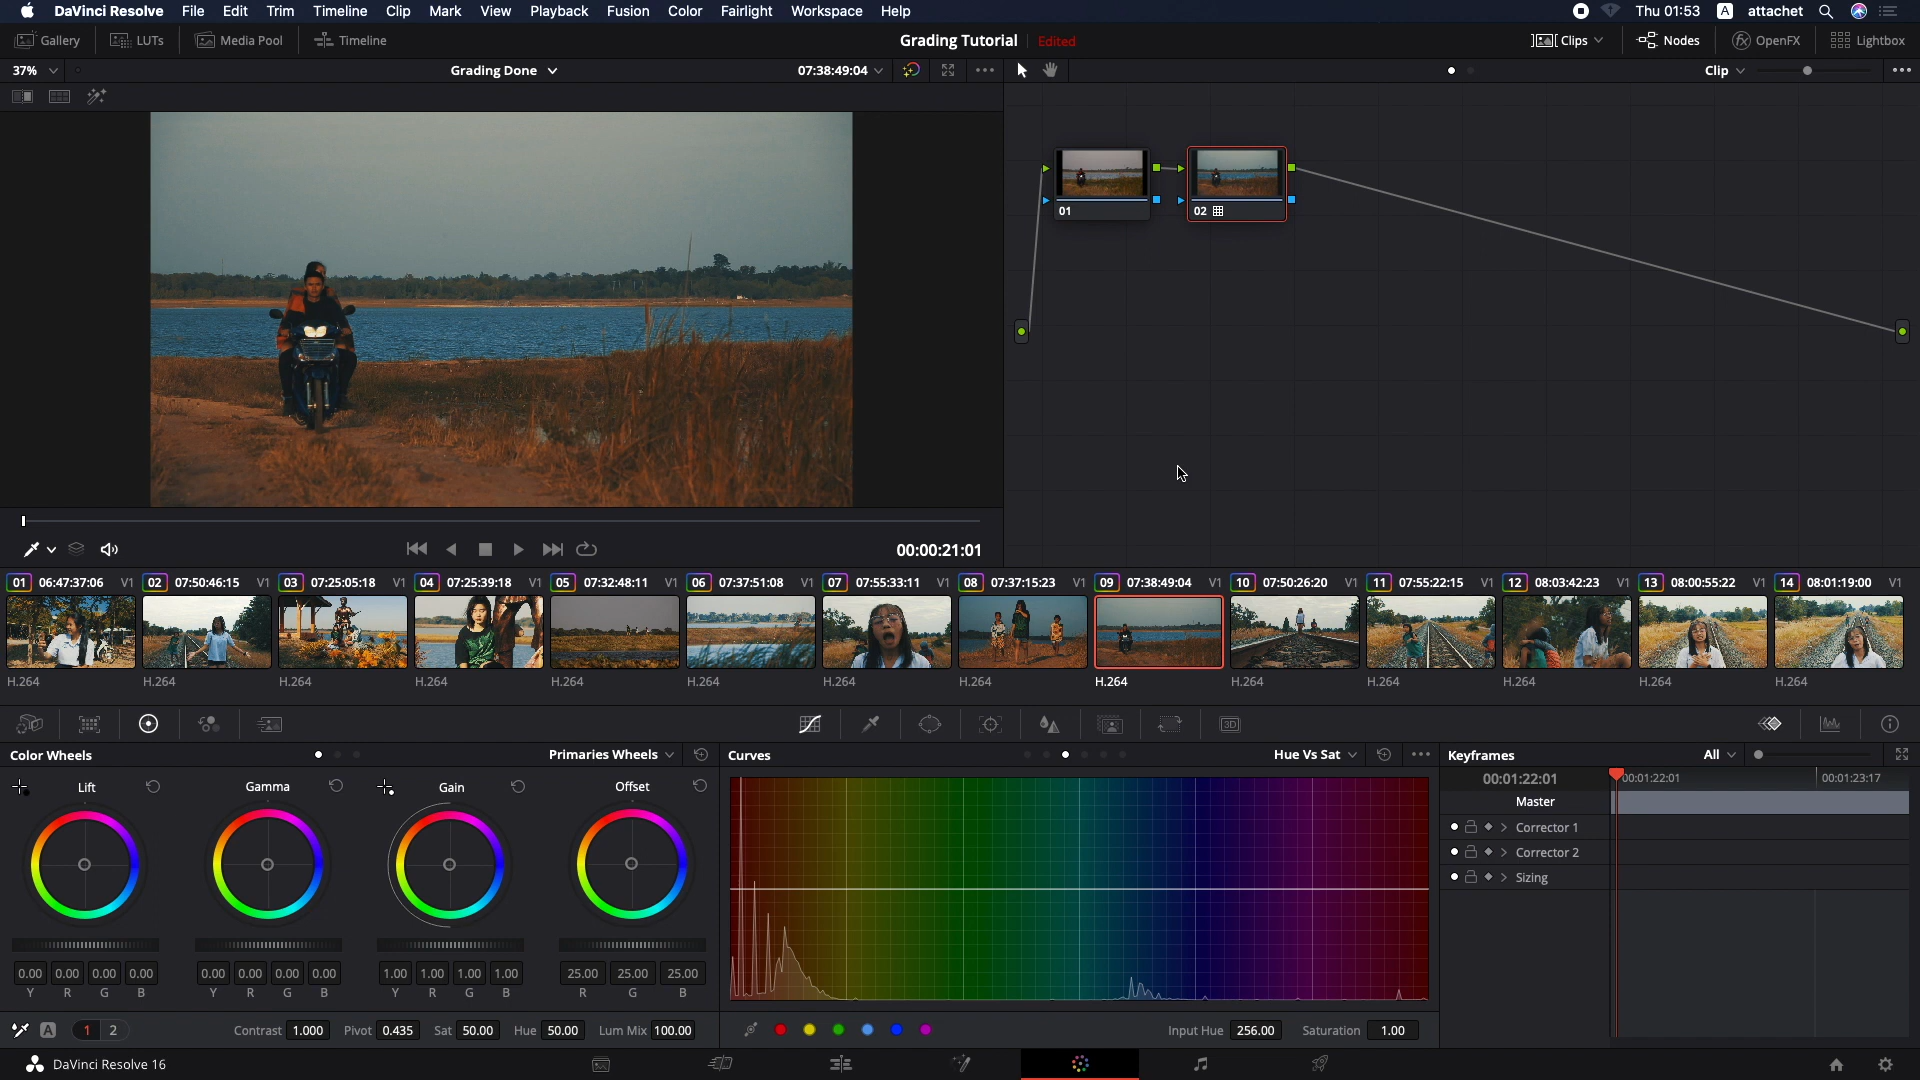 DaVinci Resolve File Edit Trim Timeline Clip Mark View Playback Fusion Color Fairlight Workspace Help Thu 01:53 A attachet
Gallery LUTs Media Pool Timeline Grading Tutorial Edited Clips Nodes fx OpenFX Lightbox
37% Grading Done 07:38:49:04 Clip
01 02
00:00:21:01
01 06:47:37:06 V1 02 07:50:46:15 V1 03 07:25:05:18 V1 04 07:25:39:18 V1 05 07:32:48:11 V1 06 07:37:51:08 V1 07 07:55:33:11 V1 08 07:37:15:23 V1 09 07:38:49:04 V1 10 07:50:26:20 V1 11 07:55:22:15 V1 12 08:03:42:23 V1 13 08:00:55:22 V1 14 08:01:19:00 V1
H.264 H.264 H.264 H.264 H.264 H.264 H.264 H.264 H.264 H.264 H.264 H.264 H.264 H.264
3D
Color Wheels Primaries Wheels Curves Hue Vs Sat Keyframes All
00:01:22:01 00:01:22:01 00:01:23:17
Lift Gamma Gain Offset
Master
Corrector 1
Corrector 2
Sizing
0.00 0.00 0.00 0.00 0.00 0.00 0.00 0.00 1.00 1.00 1.00 1.00 25.00 25.00 25.00
Y R G B Y R G B Y R G B R G B
A 1 2 Contrast 1.000 Pivot 0.435 Sat 50.00 Hue 50.00 Lum Mix 100.00 Input Hue 256.00 Saturation 1.00
DaVinci Resolve 16